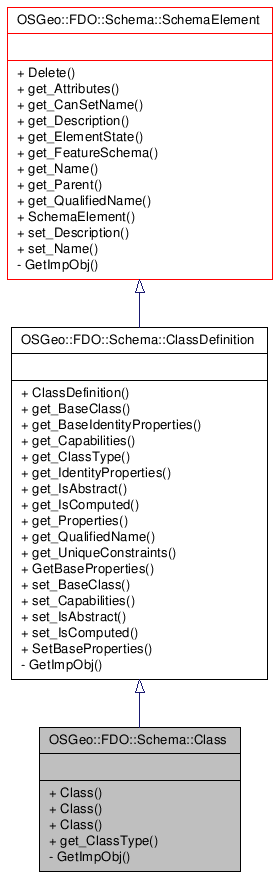 OSGeo::FDO::Schema::SchemaElement
+ Delete()
+ get_Attributes()
+ get_CanSetName()
+ get_Description()
+ get_ElementState()
+ get_FeatureSchema()
+ get_Name()
+ get_Parent()
+ get_QualifiedName()
+ SchemaElement()
+ set_Description()
+ set_Name()
- GetImpObj()
OSGeo::FDO::Schema::ClassDefinition
+ ClassDefinition()
+ get_BaseClass()
+ get_BaseIdentityProperties()
+ get_Capabilities()
+ get_ClassType()
+ get_IdentityProperties()
+ get_IsAbstract()
+ get_IsComputed()
+ get_Properties()
+ get_QualifiedName()
+ get_UniqueConstraints()
+ GetBaseProperties()
+ set_BaseClass()
+ set_Capabilities()
+ set_IsAbstract()
+ set_IsComputed()
+ SetBaseProperties()
- GetImpObj()
OSGeo::FDO::Schema::Class
+ Class()
+ Class()
+ Class()
+ get_ClassType()
- GetImpObj()